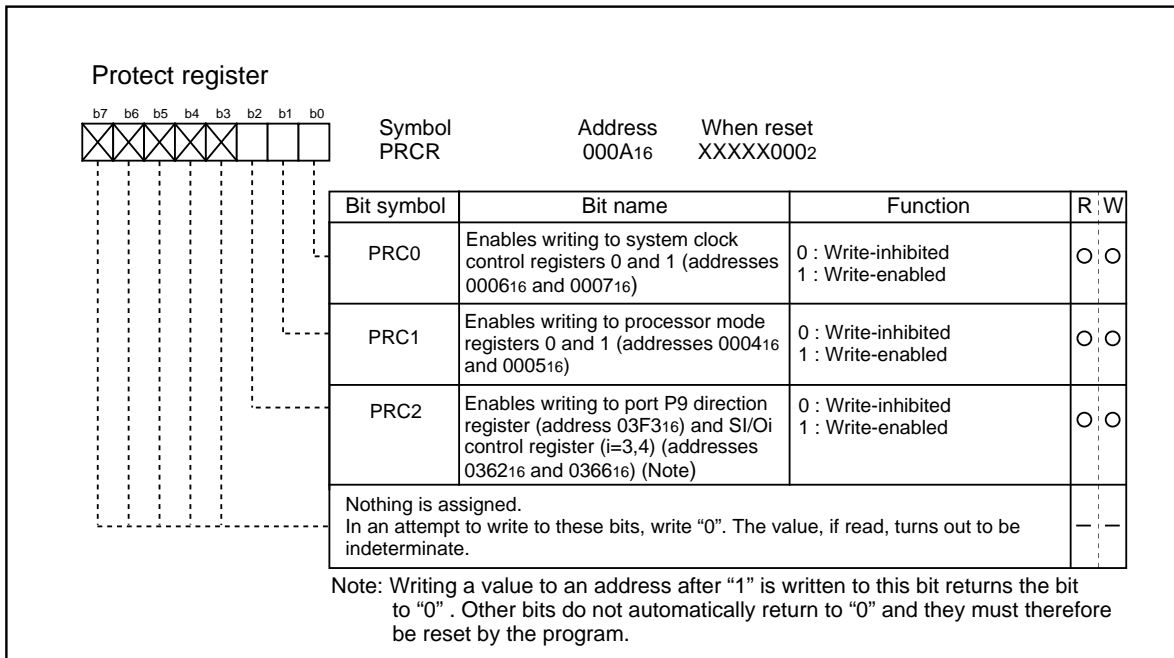 Protect register
b7 b6 b5 b4 b3 b2 b1 b0
Symbol Address When reset
PRCR 000A16 XXXXX0002
Bit symbol Bit name Function R W
PRC0 Enables writing to system clock control registers 0 and 1 (addresses 000616 and 000716) 0 : Write-inhibited 1 : Write-enabled
PRC1 Enables writing to processor mode registers 0 and 1 (addresses 000416 and 000516) 0 : Write-inhibited 1 : Write-enabled
PRC2 Enables writing to port P9 direction register (address 03F316) and SI/Oi control register (i=3,4) (addresses 036216 and 036616) (Note) 0 : Write-inhibited 1 : Write-enabled
Nothing is assigned.
In an attempt to write to these bits, write “0”. The value, if read, turns out to be
indeterminate.
Note: Writing a value to an address after “1” is written to this bit returns the bit
to “0” . Other bits do not automatically return to “0” and they must therefore
be reset by the program.